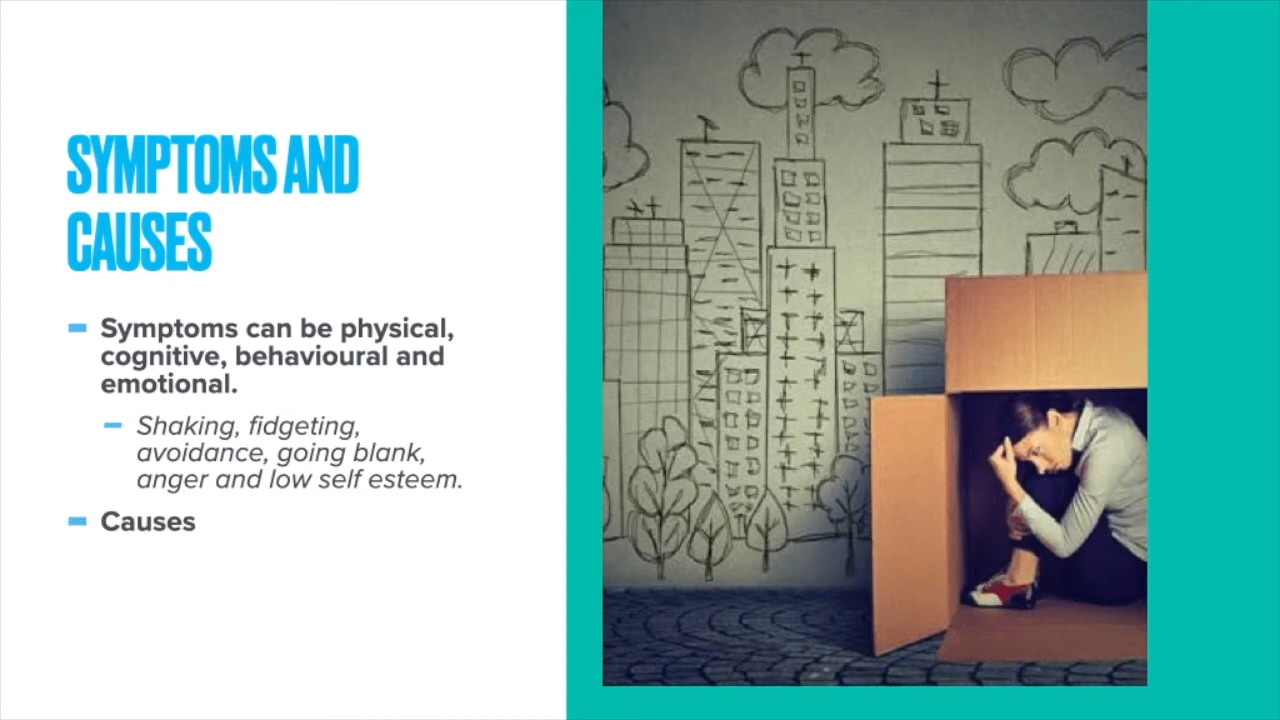 SYMPTOMS AND
CAUSES
Symptoms can be physical,
cognitive, behavioural and
emotional.
Shaking, fidgeting,
avoidance, going blank,
anger and low self esteem.
Causes